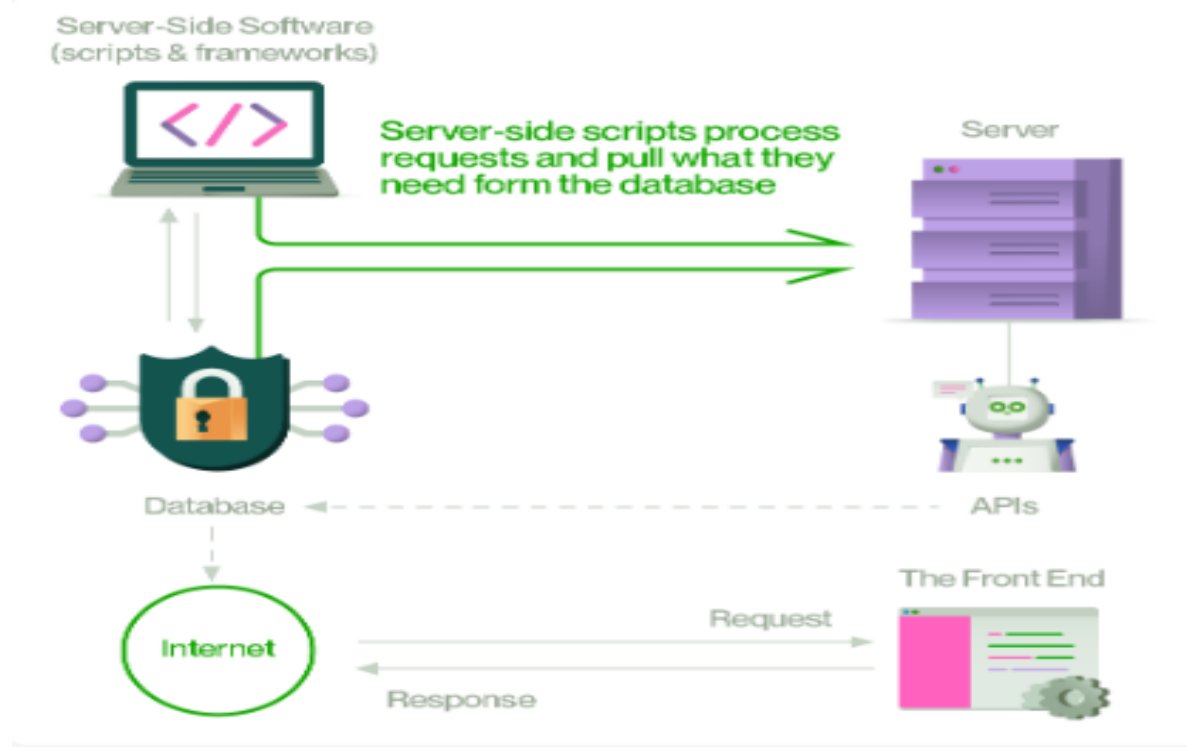 Server-Side Software
(scripts & frameworks)
</>
Server-side scripts process
requests and pull what they
need form the database
Server
Database
APIs
The Front End
Internet
Request
Response